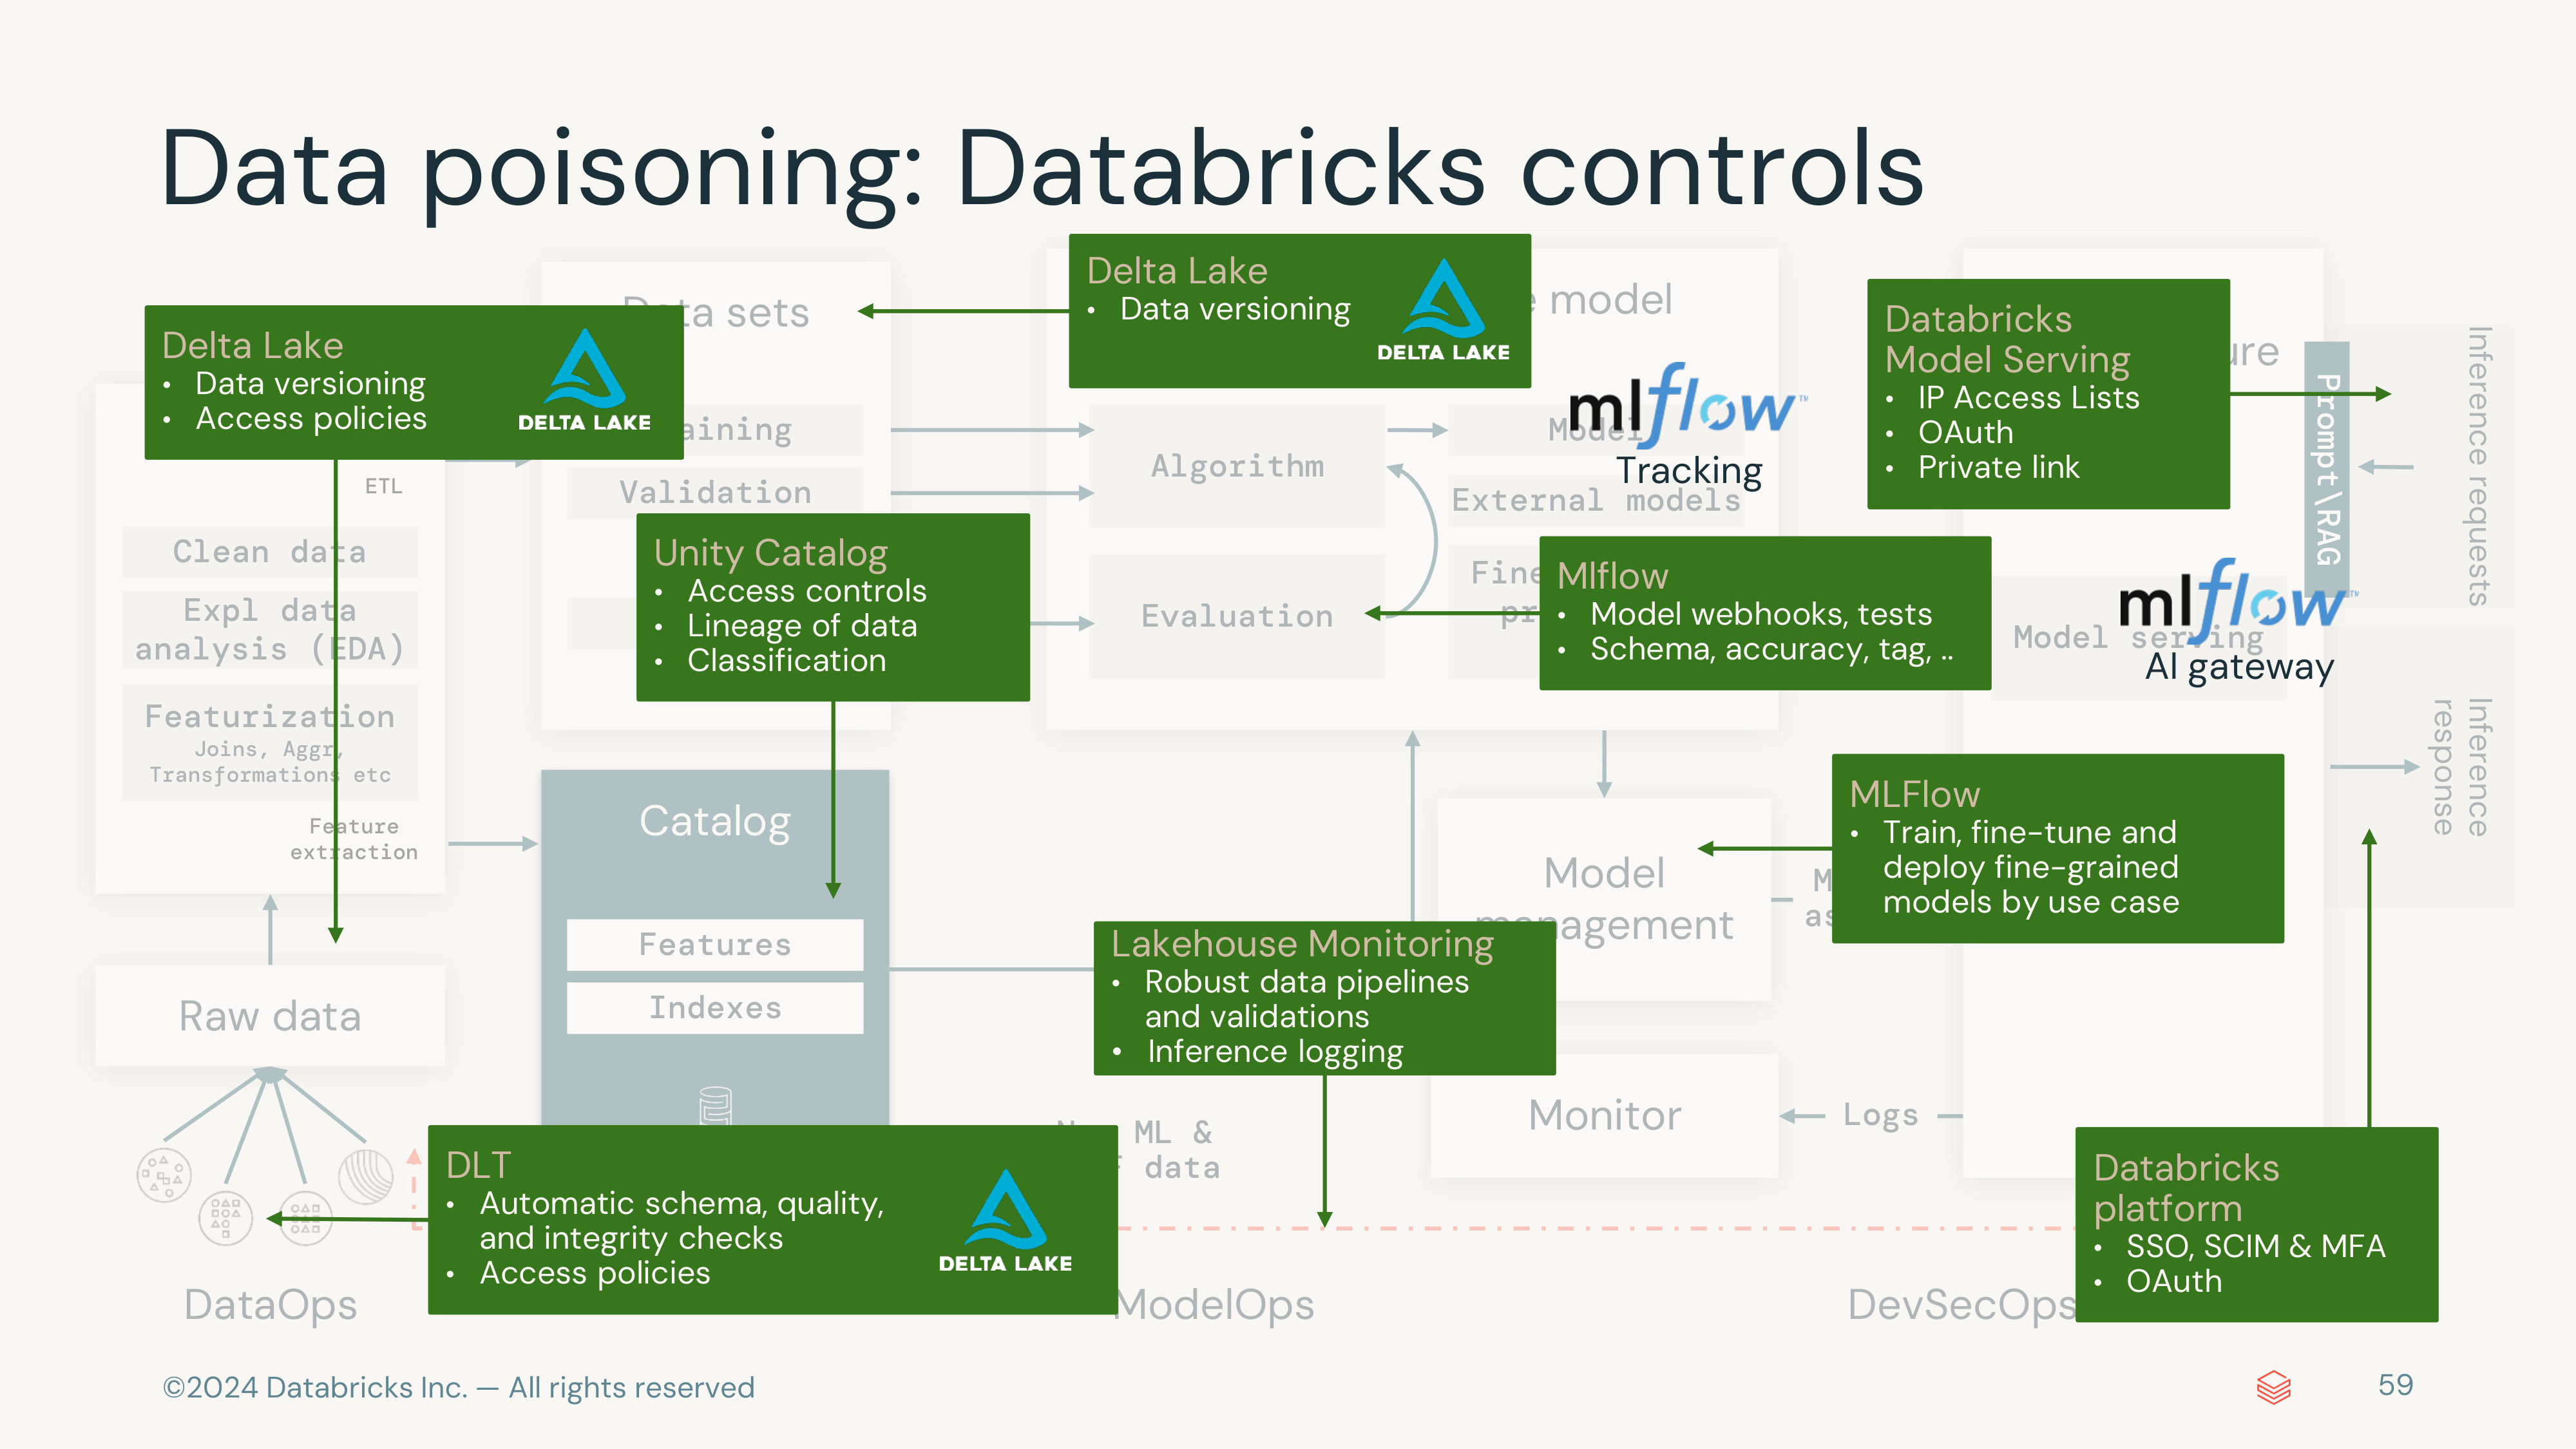 Data poisoning: Databricks controls
Delta Lake
• Data versioning
• Access policies
DELTA LAKE
ETL
Clean data
Expl data
analysis (EDA)
Featurization
Joins, Aggr,
Transformations etc
Feature
extraction
Raw data
DataOps
sets
Validation
Unity Catalog
• Access controls
• Lineage of data
• Classification
Catalog
Features
Indexes
DLT
• Automatic schema, quality,
and integrity checks
• Access policies
DELTA LAKE
Delta Lake
• Data versioning
DELTA LAKE
model
Algorithm
Evaluation
mlflow™
Tracking
Model
External models
Mlflow
• Model webhooks, tests
• Schema, accuracy, tag, ..
Model
management
Lakehouse Monitoring
• Robust data pipelines
and validations
• Inference logging
ML &
data
Monitor
Logs
ModelOps
Databricks
Model Serving
• IP Access Lists
• OAuth
• Private link
Prompt\RAG
Inference requests
mlflow™
Model serving
AI gateway
Inference
response
MLFlow
• Train, fine-tune and
deploy fine-grained
models by use case
Databricks
platform
• SSO, SCIM & MFA
• OAuth
DevSecOps
©2024 Databricks Inc. — All rights reserved
59